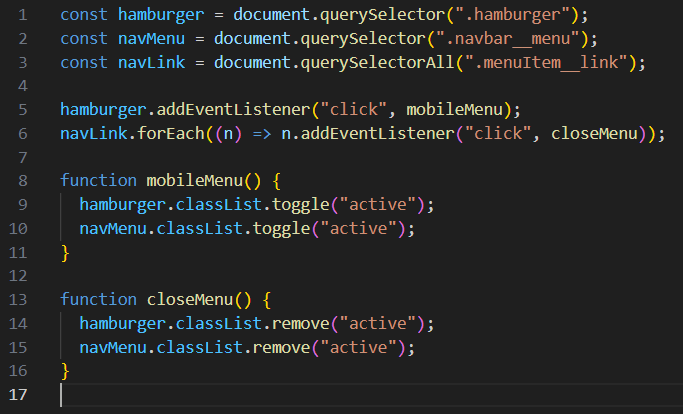 1 const hamburger = document.querySelector(".hamburger");
2 const navMenu = document.querySelector(".navbar__menu");
3 const navLink = document.querySelectorAll(".menuItem__link");
4
5 hamburger.addEventListener("click", mobileMenu);
6 navLink.forEach((n) => n.addEventListener("click", closeMenu));
7
8 function mobileMenu() {
9   hamburger.classList.toggle("active");
10   navMenu.classList.toggle("active");
11 }
12
13 function closeMenu() {
14   hamburger.classList.remove("active");
15   navMenu.classList.remove("active");
16 }
17